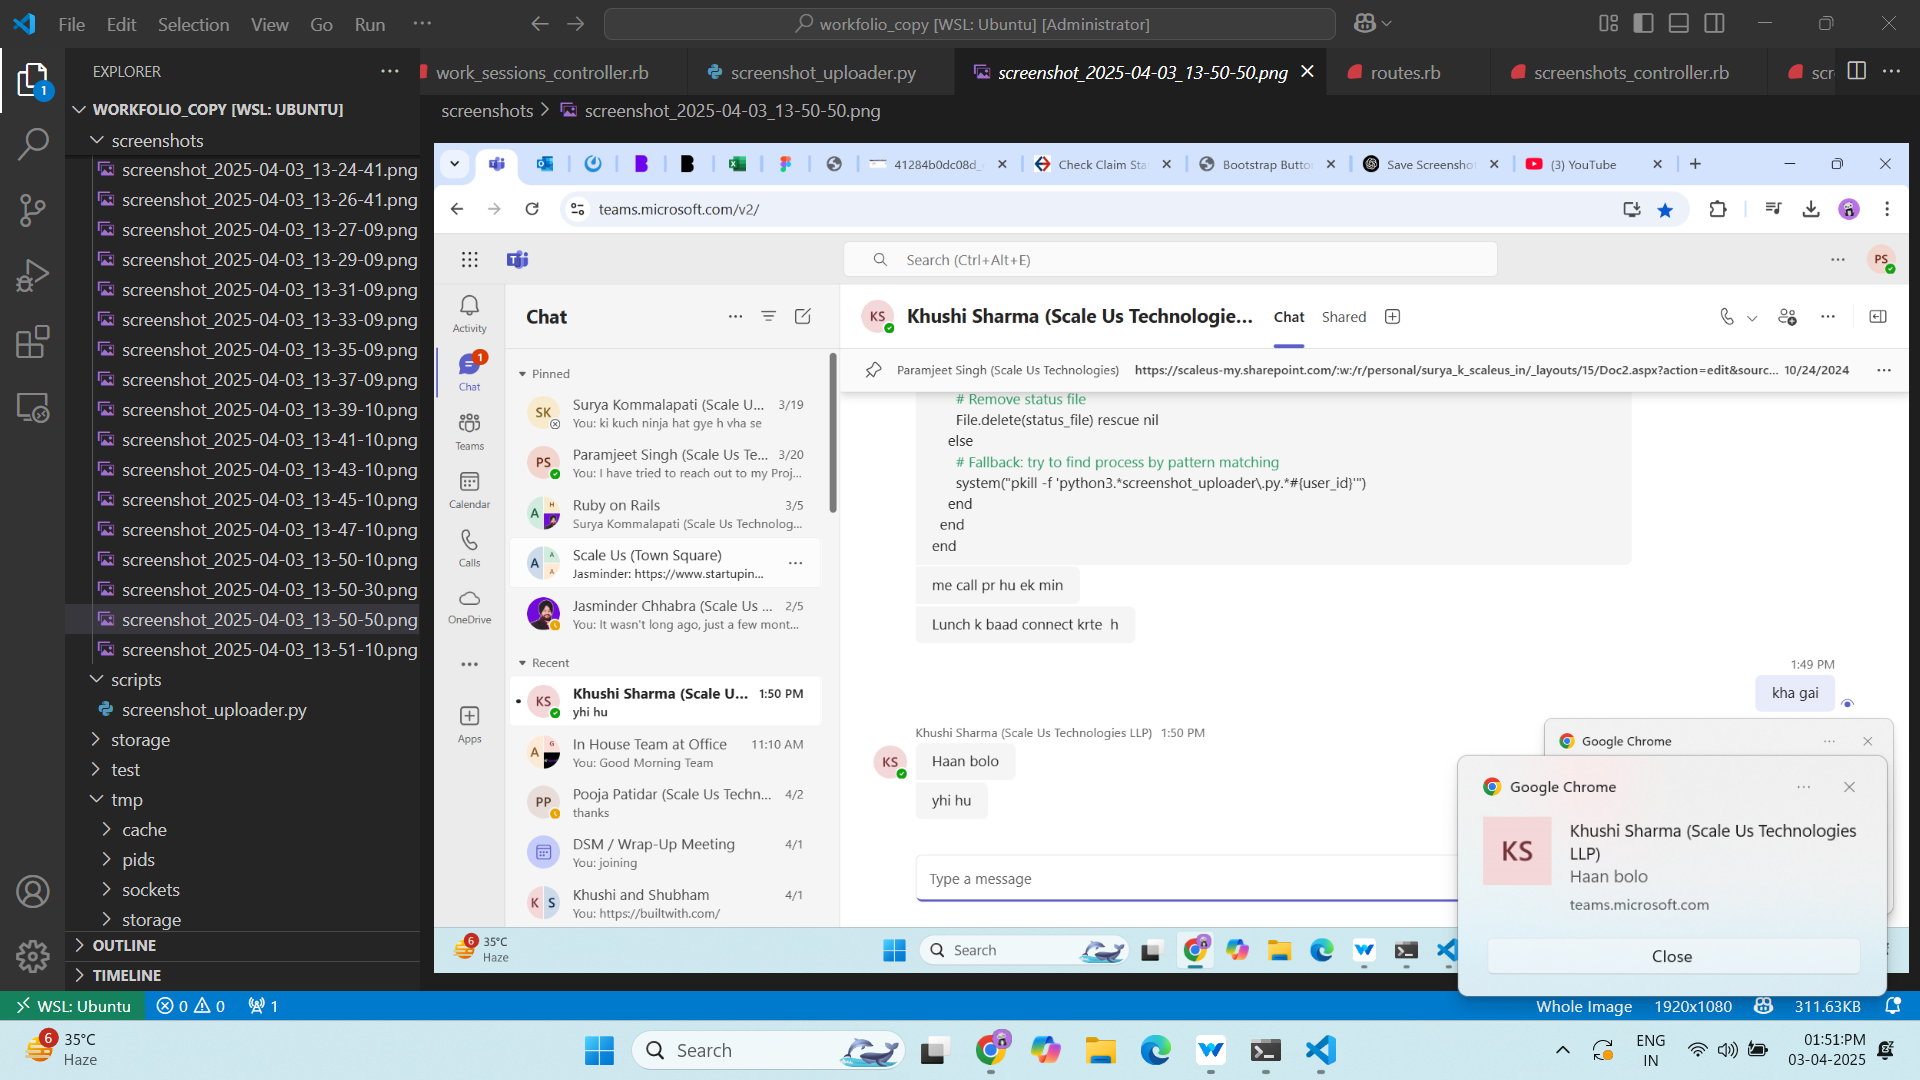 File Edit Selection View Go Run ···
workfolio_copy [WSL: Ubuntu] [Administrator]
EXPLORER
work_sessions_controller.rb
screenshot_uploader.py
screenshot_2025-04-03_13-50-50.png
routes.rb
screenshots_controller.rb
scr
1
WORKFOLIO_COPY [WSL: UBUNTU]
screenshots > screenshot_2025-04-03_13-50-50.png
screenshots
screenshot_2025-04-03_13-24-41.png
screenshot_2025-04-03_13-26-41.png
screenshot_2025-04-03_13-27-09.png
screenshot_2025-04-03_13-29-09.png
screenshot_2025-04-03_13-31-09.png
screenshot_2025-04-03_13-33-09.png
screenshot_2025-04-03_13-35-09.png
screenshot_2025-04-03_13-37-09.png
screenshot_2025-04-03_13-39-10.png
screenshot_2025-04-03_13-41-10.png
screenshot_2025-04-03_13-43-10.png
screenshot_2025-04-03_13-45-10.png
screenshot_2025-04-03_13-47-10.png
screenshot_2025-04-03_13-50-10.png
screenshot_2025-04-03_13-50-30.png
screenshot_2025-04-03_13-50-50.png
screenshot_2025-04-03_13-51-10.png
scripts
screenshot_uploader.py
storage
test
tmp
cache
pids
sockets
storage
OUTLINE
TIMELINE
41284b0dc08d_
Check Claim Sta
Bootstrap Butto
Save Screensho
(3) YouTube
teams.microsoft.com/v2/
Search (Ctrl+Alt+E)
PS
Activity
1
Chat
Teams
Calendar
Calls
OneDrive
Apps
Chat
Pinned
SK
Surya Kommalapati (Scale U... 3/19
You: ki kuch ninja hat gye h vha se
PS
Paramjeet Singh (Scale Us Te... 3/20
You: I have tried to reach out to my Proj...
Ruby on Rails 3/5
Surya Kommalapati (Scale Us Technolog...
Scale Us (Town Square) ···
Jasminder: https://www.startupin...
Jasminder Chhabra (Scale Us ... 2/5
You: It wasn't long ago, just a few mont...
Recent
KS
Khushi Sharma (Scale U... 1:50 PM
yhi hu
In House Team at Office 11:10 AM
You: Good Morning Team
PP
Pooja Patidar (Scale Us Techn... 4/2
thanks
DSM / Wrap-Up Meeting 4/1
You: joining
K S
Khushi and Shubham 4/1
You: https://builtwith.com/
KS
Khushi Sharma (Scale Us Technologie... Chat Shared
Paramjeet Singh (Scale Us Technologies) https://scaleus-my.sharepoint.com/:w:/r/personal/surya_k_scaleus_in/_layouts/15/Doc2.aspx?action=edit&sourc... 10/24/2024
# Remove status file
File.delete(status_file) rescue nil
else
# Fallback: try to find process by pattern matching
system("pkill -f 'python3.*screenshot_uploader\.py.*#{user_id}'")
end
end
end
me call pr hu ek min
Lunch k baad connect krte h
1:49 PM
kha gai
Khushi Sharma (Scale Us Technologies LLP) 1:50 PM
KS
Haan bolo
yhi hu
Type a message
Google Chrome
Google Chrome
KS
Khushi Sharma (Scale Us Technologies
LLP)
Haan bolo
teams.microsoft.com
Close
6
35°C
Haze
Search
WSL: Ubuntu 0 0 1
Whole Image 1920x1080 311.63KB
6
35°C
Haze
Search
ENG
IN
01:51:PM
03-04-2025